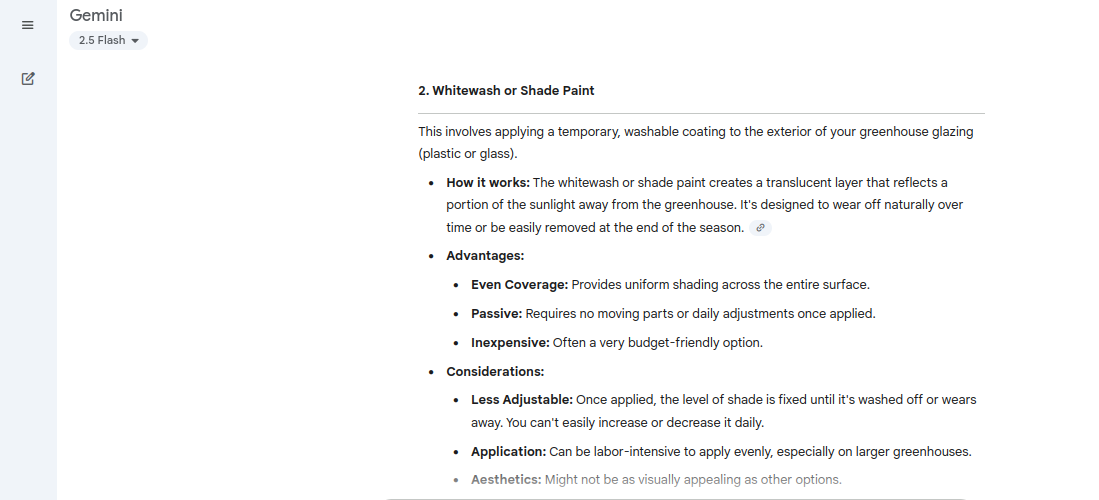 Gemini
2.5 Flash
2. Whitewash or Shade Paint
This involves applying a temporary, washable coating to the exterior of your greenhouse glazing
(plastic or glass).
• How it works: The whitewash or shade paint creates a translucent layer that reflects a
portion of the sunlight away from the greenhouse. It's designed to wear off naturally over
time or be easily removed at the end of the season.
• Advantages:
• Even Coverage: Provides uniform shading across the entire surface.
• Passive: Requires no moving parts or daily adjustments once applied.
• Inexpensive: Often a very budget-friendly option.
• Considerations:
• Less Adjustable: Once applied, the level of shade is fixed until it's washed off or wears
away. You can't easily increase or decrease it daily.
• Application: Can be labor-intensive to apply evenly, especially on larger greenhouses.
• Aesthetics: Might not be as visually appealing as other options.